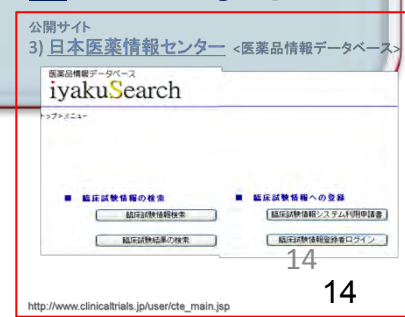 公開サイト
3) 日本医薬情報センター <医薬品情報データベース>
医薬品情報データベース
iyakuSearch
トップ>メニュー
■ 臨床試験情報の検索
■ 臨床試験情報への登録
臨床試験情報検索
臨床試験情報システム利用申請書
臨床試験結果の検索
臨床試験情報登録者ログイン
14
14
http://www.clinicaltrials.jp/user/cte_main.jsp